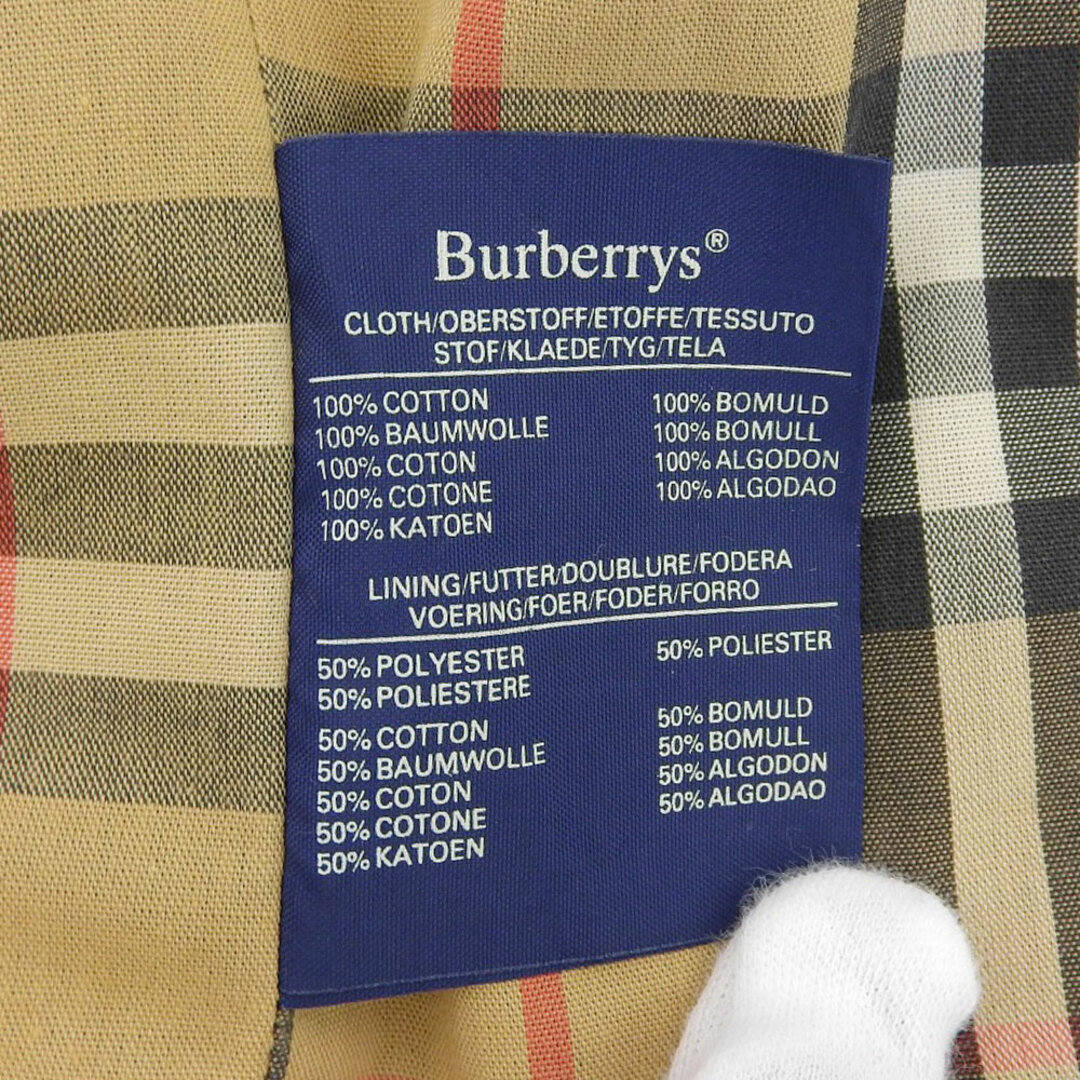 Burberrys®
CLOTH/OBERSTOFF/ETOFFE/TESSUTO
STOF/KLAEDE/TYG/TELA
100% COTTON
100% BAUMWOLLE
100% COTON
100% COTONE
100% KATOEN
100% BOMULD
100% BOMULL
100% ALGODON
100% ALGODAO
LINING/FUTTER/DOUBLURE/FODERA
VOERING/FOER/FODER/FORRO
50% POLYESTER
50% POLIESTERE
50% POLIESTER
50% COTTON
50% BAUMWOLLE
50% COTON
50% COTONE
50% KATOEN
50% BOMULD
50% BOMULL
50% ALGODON
50% ALGODAO